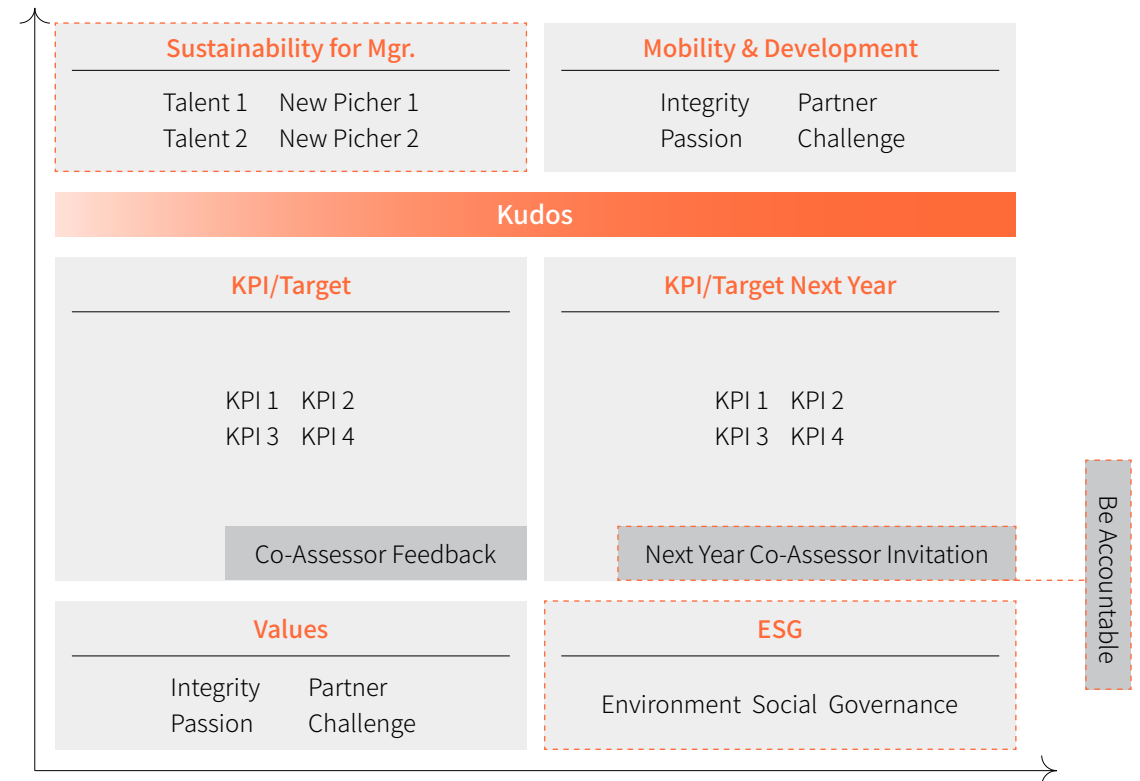 Sustainability for Mgr.
Talent 1 New Picher 1
Talent 2 New Picher 2
Mobility & Development
Integrity Partner
Passion Challenge
Kudos
KPI/Target
KPI 1 KPI 2
KPI 3 KPI 4
Co-Assessor Feedback
KPI/Target Next Year
KPI 1 KPI 2
KPI 3 KPI 4
Next Year Co-Assessor Invitation
Be Accountable
Values
Integrity Partner
Passion Challenge
ESG
Environment Social Governance